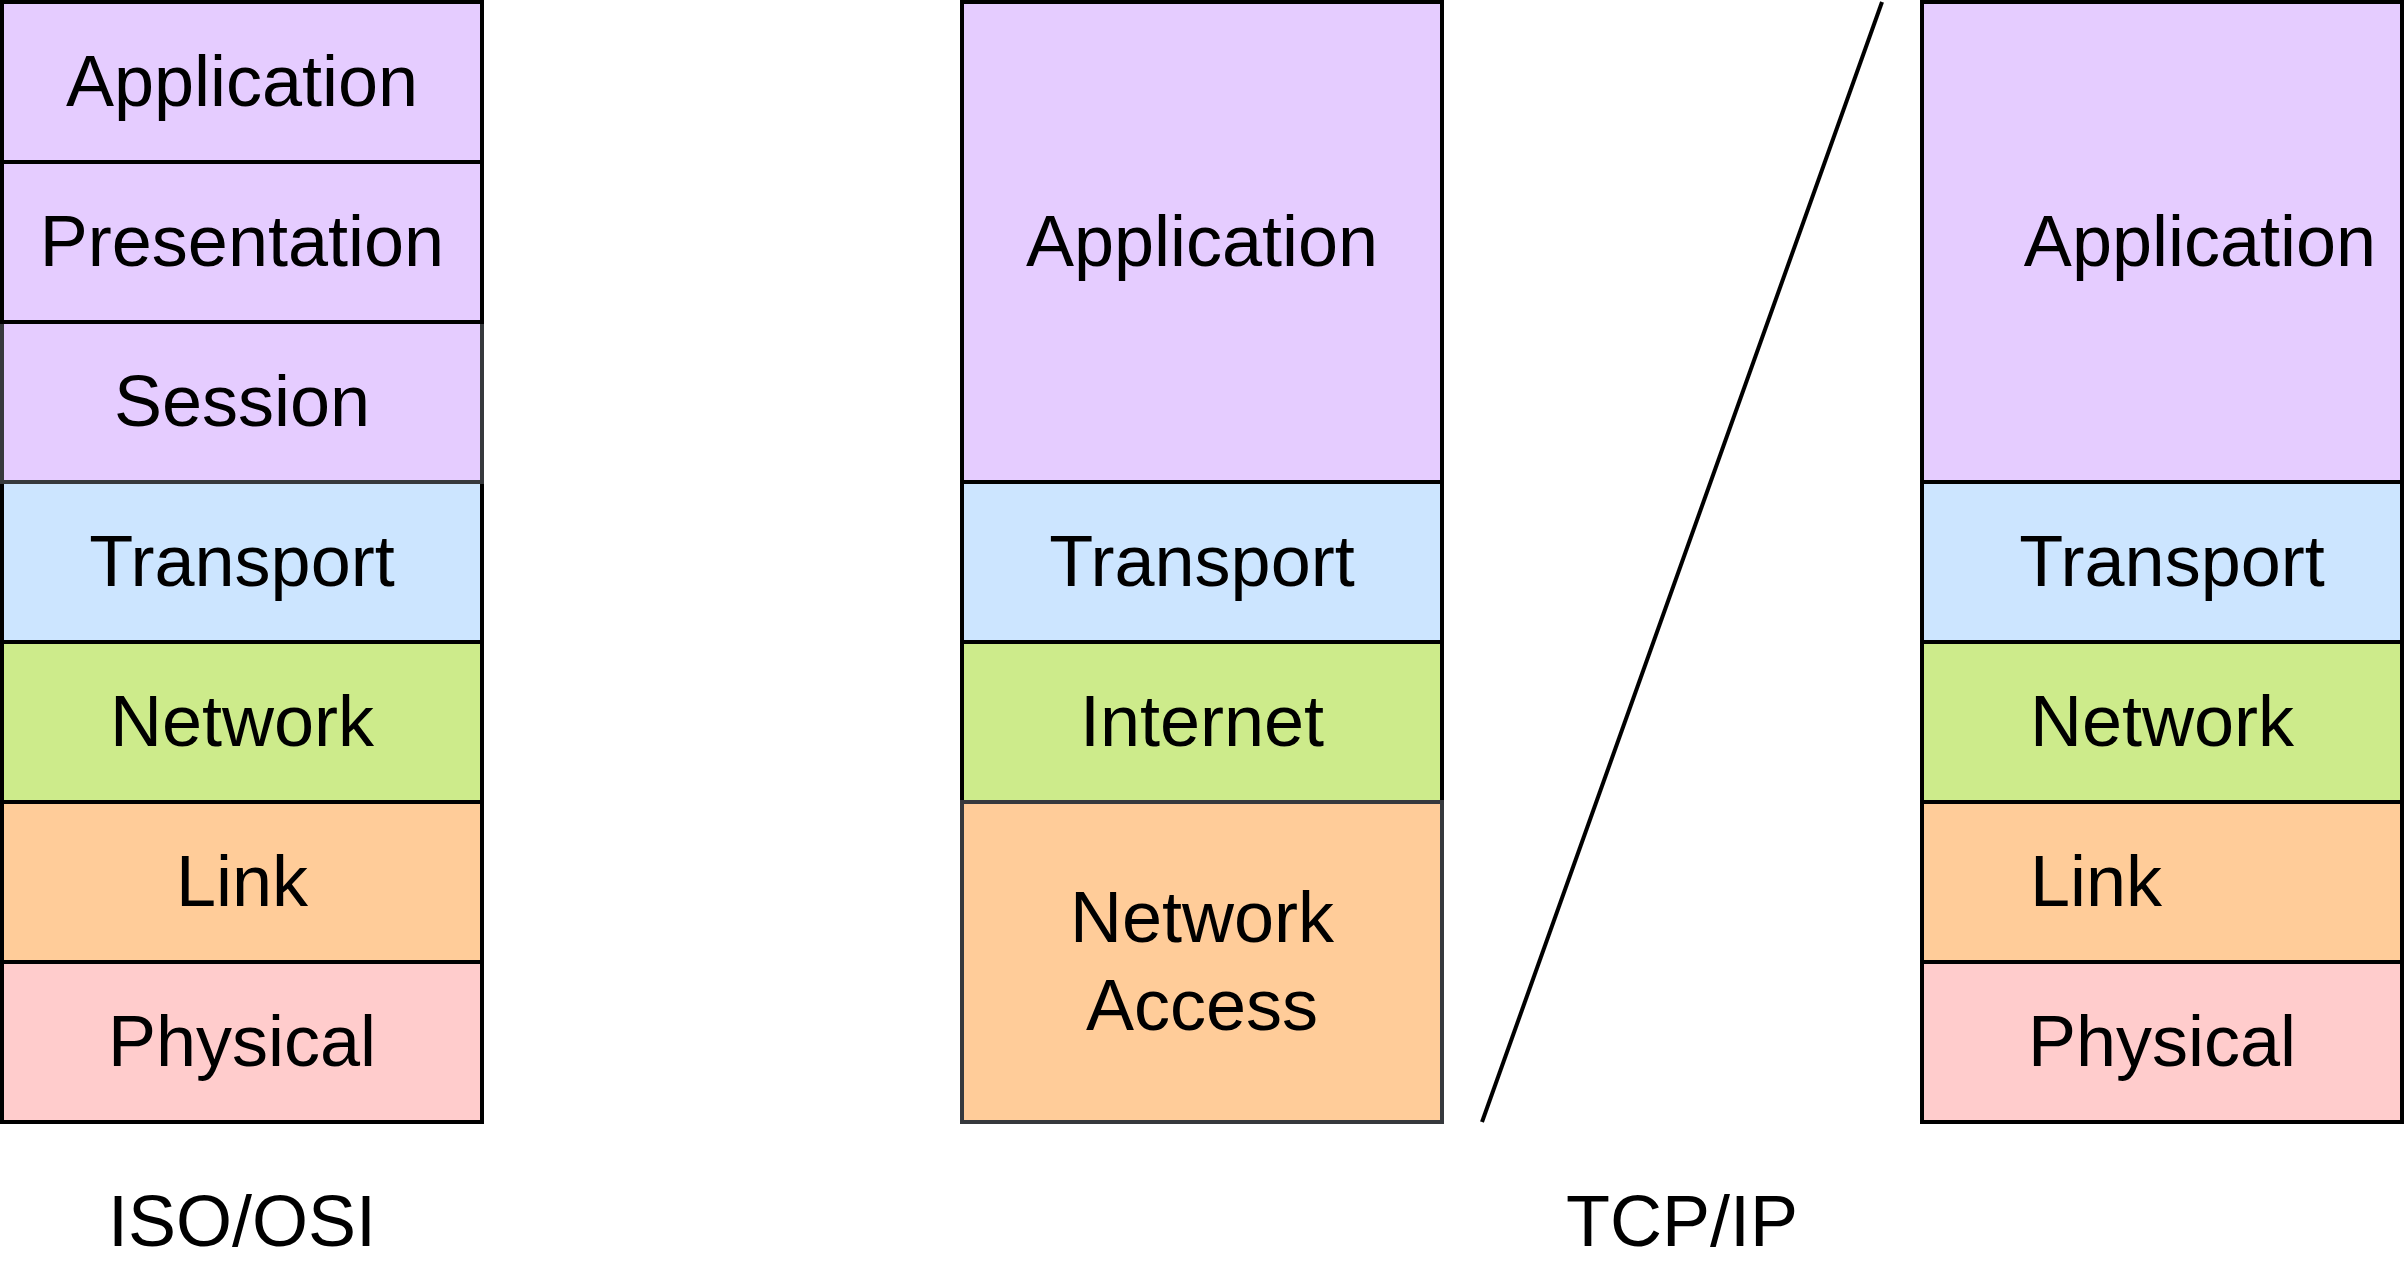 Application
Presentation
Session
Transport
Network
Link
Physical
ISO/OSI
Application
Transport
Internet
Network
Access
Application
Transport
Network
Link
Physical
TCP/IP